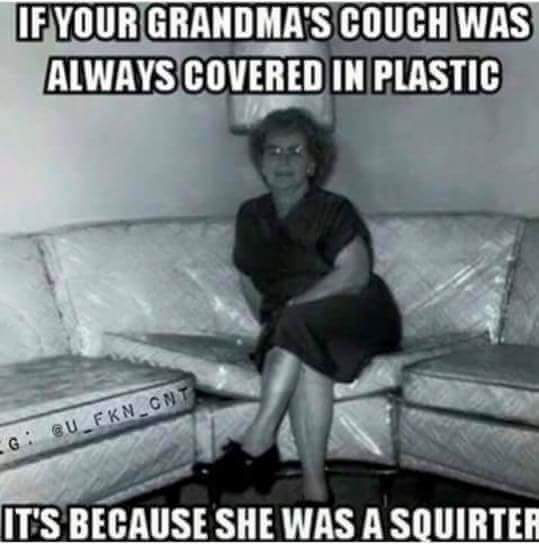 IF YOUR GRANDMA'S COUCH WAS
ALWAYS COVERED IN PLASTIC
G: @U_FKN_CNT
IT'S BECAUSE SHE WAS A SQUIRTER